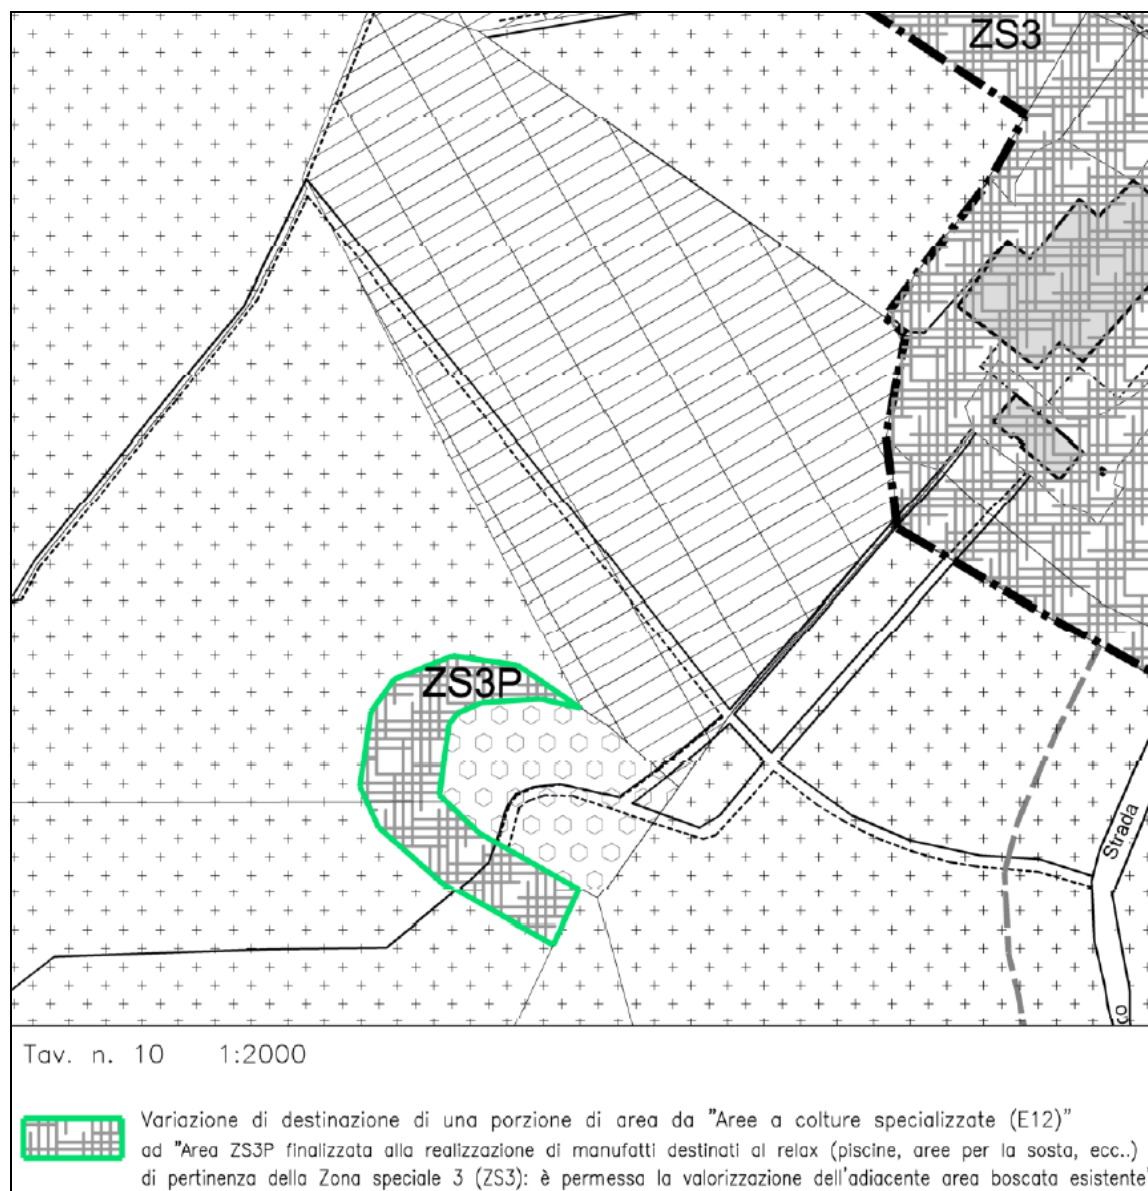 ZS3
ZS3P
Strada
co
Tav. n. 10 1:2000
Variazione di destinazione di una porzione di area da "Aree a colture specializzate (E12)"
ad "Area ZS3P finalizzata alla realizzazione di manufatti destinati al relax (piscine, aree per la sosta, ecc..)
di pertinenza della Zona speciale 3 (ZS3): è permessa la valorizzazione dell'adiacente area boscata esistente"